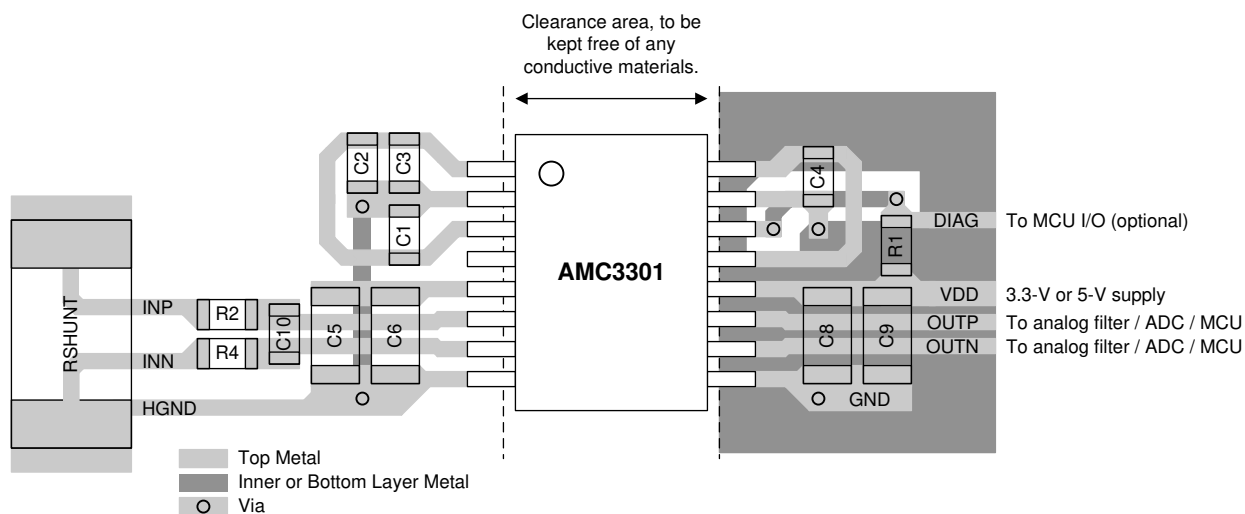 Clearance area, to be
kept free of any
conductive materials.
C2
C3
C1
C4
R1
DIAG
To MCU I/O (optional)
AMC3301
RSHUNT
INP
R2
C10
C5
C6
C8
C9
VDD
3.3-V or 5-V supply
OUTP
To analog filter / ADC / MCU
INN
R4
OUTN
To analog filter / ADC / MCU
HGND
GND
Top Metal
Inner or Bottom Layer Metal
Via